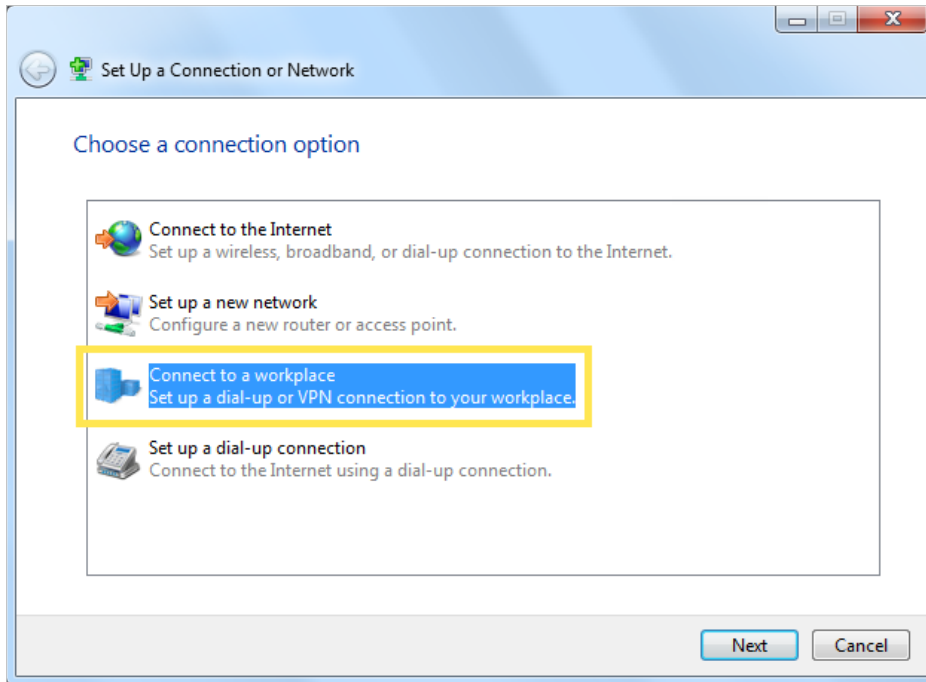 Set Up a Connection or Network
Choose a connection option
Connect to the Internet
Set up a wireless, broadband, or dial-up connection to the Internet.
Set up a new network
Configure a new router or access point.
Connect to a workplace
Set up a dial-up or VPN connection to your workplace.
Set up a dial-up connection
Connect to the Internet using a dial-up connection.
Next
Cancel